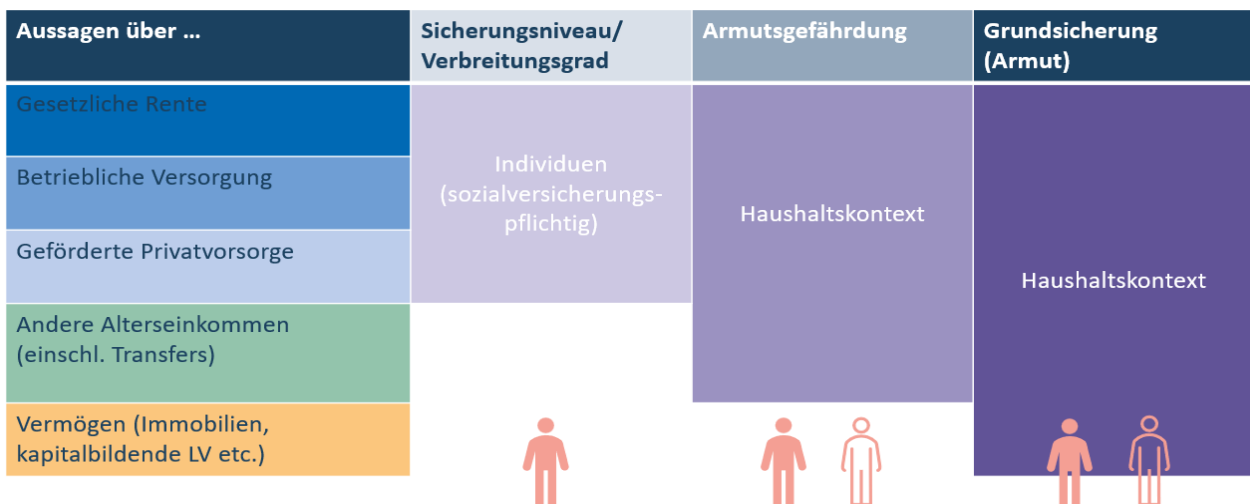 Aussagen über ...
Sicherungsniveau/
Verbreitungsgrad
Armutsgefährdung
Grundsicherung
(Armut)
Gesetzliche Rente
Betriebliche Versorgung
Geförderte Privatvorsorge
Andere Alterseinkommen
(einschl. Transfers)
Vermögen (Immobilien,
kapitalbildende LV etc.)
Individuen
(sozialversicherungs-
pflichtig)
Haushaltskontext
Haushaltskontext